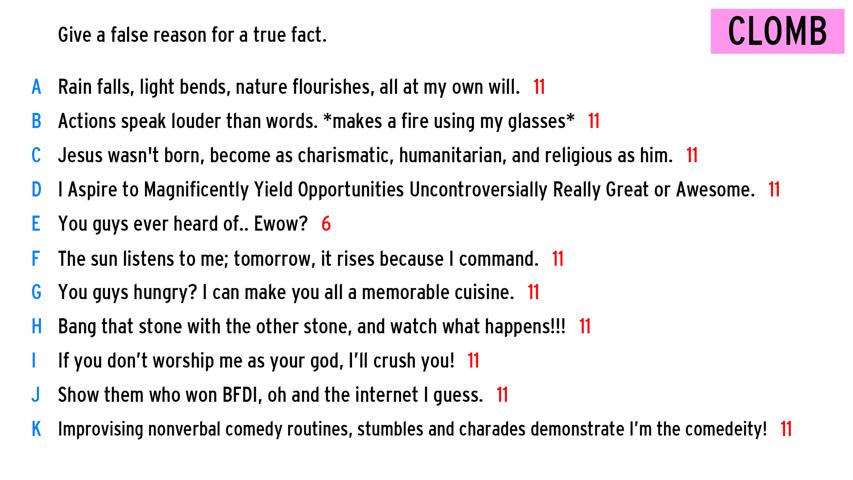 Give a false reason for a true fact.
CLOMB
A Rain falls, light bends, nature flourishes, all at my own will. 11
B Actions speak louder than words. *makes a fire using my glasses* 11
C Jesus wasn't born, become as charismatic, humanitarian, and religious as him. 11
D I Aspire to Magnificently Yield Opportunities Uncontroversially Really Great or Awesome. 11
E You guys ever heard of.. Ewow? 6
F The sun listens to me; tomorrow, it rises because I command. 11
G You guys hungry? I can make you all a memorable cuisine. 11
H Bang that stone with the other stone, and watch what happens!!! 11
I If you don’t worship me as your god, I’ll crush you! 11
J Show them who won BFDI, oh and the internet I guess. 11
K Improvising nonverbal comedy routines, stumbles and charades demonstrate I’m the comedeity! 11